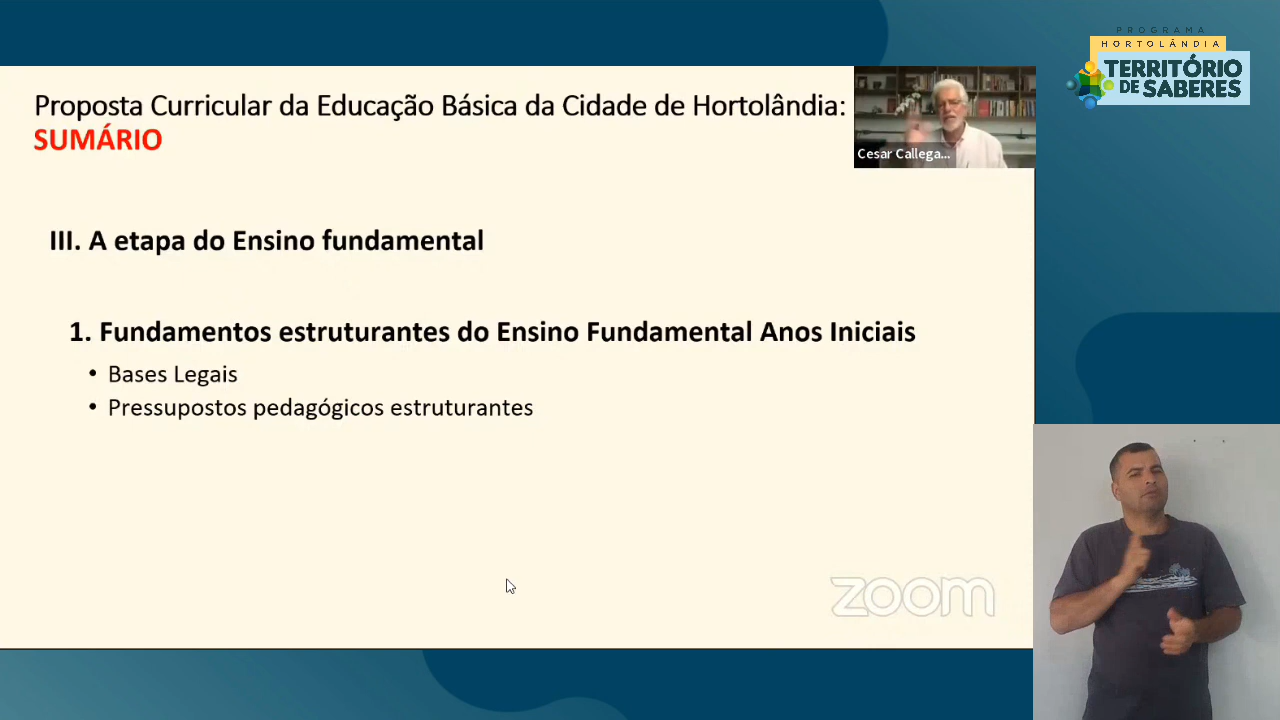 PROGRAMA
HORTOLÂNDIA
TERRITÓRIO
DE SABERES
Proposta Curricular da Educação Básica da Cidade de Hortolândia:
SUMÁRIO
Cesar Callega...
III. A etapa do Ensino fundamental
1. Fundamentos estruturantes do Ensino Fundamental Anos Iniciais
• Bases Legais
• Pressupostos pedagógicos estruturantes
zoom